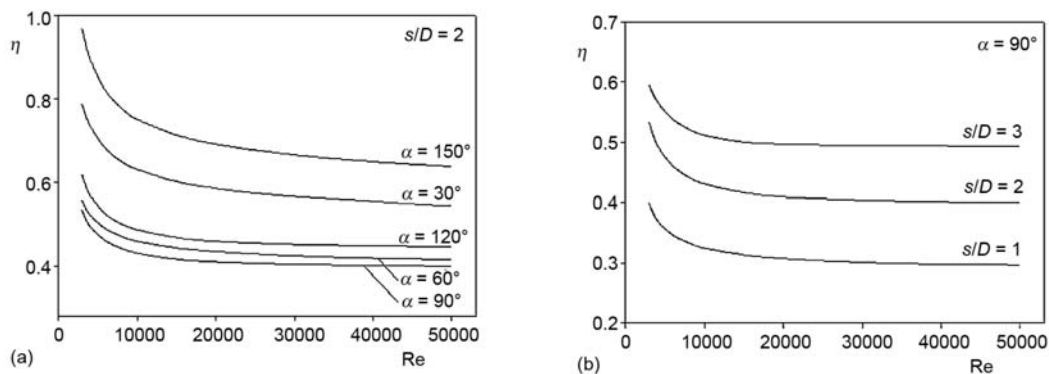 1.0
η
s/D = 2
0.8
α = 150°
0.6
α = 30°
α = 120°
0.4
α = 60°
α = 90°
0 10000 20000 30000 40000 50000
(a)
Re
0.7
η
α = 90°
0.6
s/D = 3
0.5
s/D = 2
0.4
s/D = 1
0.3
0.2
0 10000 20000 30000 40000 50000
(b)
Re